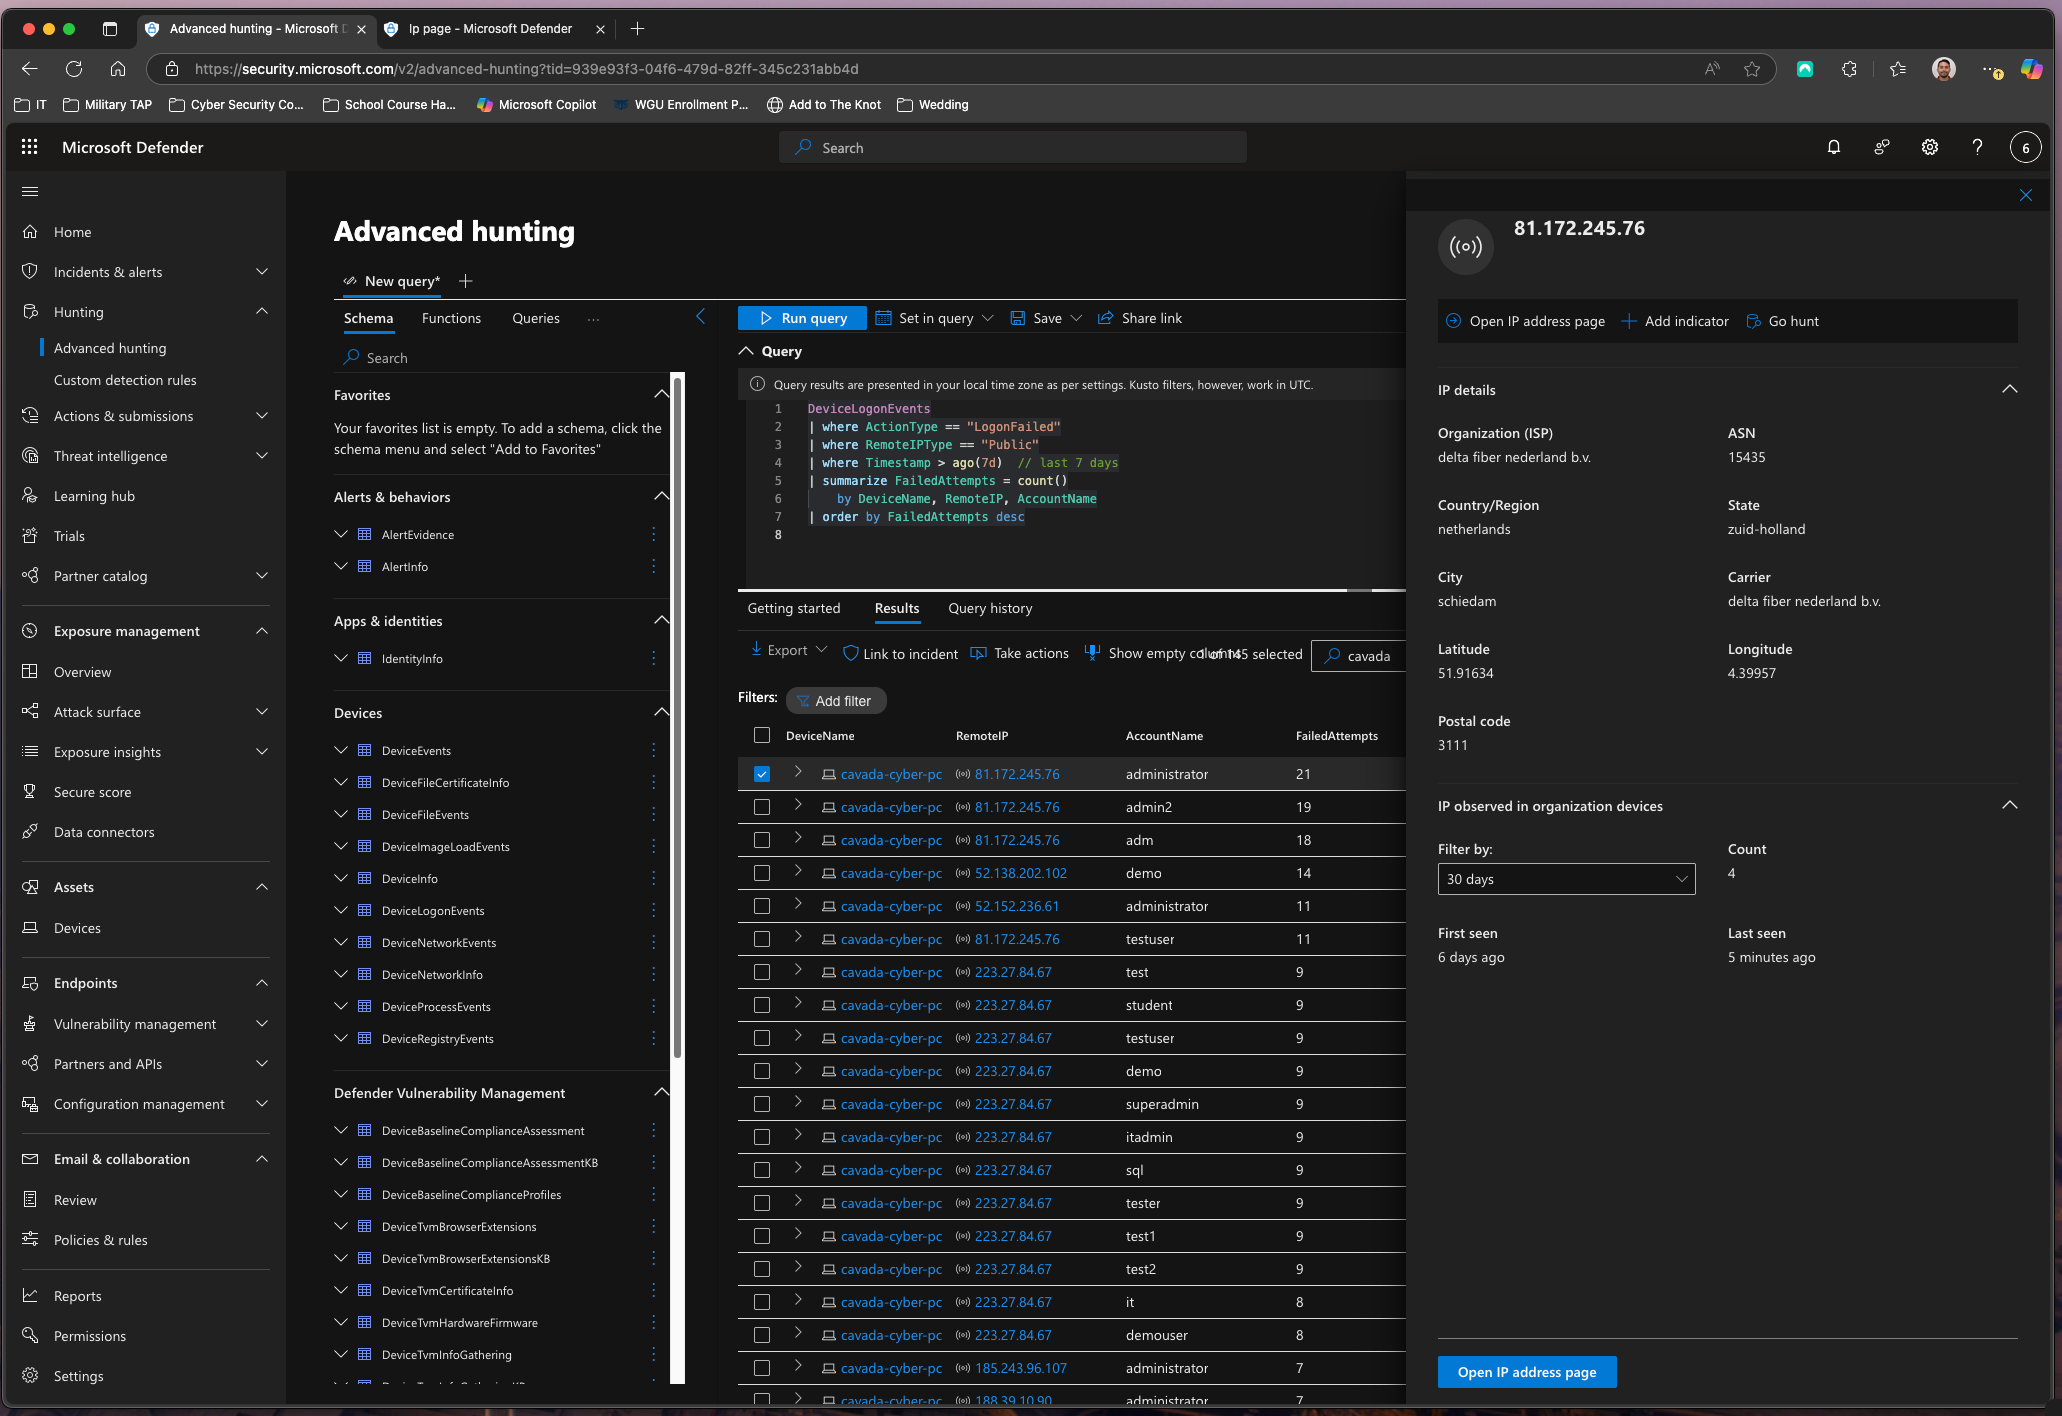 Advanced hunting - Microsoft D
Ip page - Microsoft Defender
https://security.microsoft.com/v2/advanced-hunting?tid=939e93f3-04f6-479d-82ff-345c231abb4d
IT
Military TAP
Cyber Security Co...
School Course Ha...
Microsoft Copilot
WGU Enrollment P...
Add to The Knot
Wedding
Microsoft Defender
Search
6
Home
Incidents & alerts
Hunting
Advanced hunting
Custom detection rules
Actions & submissions
Threat intelligence
Learning hub
Trials
Partner catalog
Exposure management
Overview
Attack surface
Exposure insights
Secure score
Data connectors
Assets
Devices
Endpoints
Vulnerability management
Partners and APIs
Configuration management
Email & collaboration
Review
Policies & rules
Reports
Permissions
Settings
Advanced hunting
New query*
Schema
Functions
Queries
...
Search
Favorites
Your favorites list is empty. To add a schema, click the
schema menu and select "Add to Favorites"
Alerts & behaviors
AlertEvidence
AlertInfo
Apps & identities
IdentityInfo
Devices
DeviceEvents
DeviceFileCertificateInfo
DeviceFileEvents
DeviceImageLoadEvents
DeviceInfo
DeviceLogonEvents
DeviceNetworkEvents
DeviceNetworkInfo
DeviceProcessEvents
DeviceRegistryEvents
Defender Vulnerability Management
DeviceBaselineComplianceAssessment
DeviceBaselineComplianceAssessmentKB
DeviceBaselineComplianceProfiles
DeviceTvmBrowserExtensions
DeviceTvmBrowserExtensionsKB
DeviceTvmCertificateInfo
DeviceTvmHardwareFirmware
DeviceTvmInfoGathering
Run query
Set in query
Save
Share link
Query
Query results are presented in your local time zone as per settings. Kusto filters, however, work in UTC.
1 DeviceLogonEvents
2 | where ActionType == "LogonFailed"
3 | where RemoteIPType == "Public"
4 | where Timestamp > ago(7d) // last 7 days
5 | summarize FailedAttempts = count()
6 by DeviceName, RemoteIP, AccountName
7 | order by FailedAttempts desc
8
Getting started
Results
Query history
Export
Link to incident
Take actions
Show empty columns
1 of 145 selected
cavada
Filters:
Add filter
DeviceName RemoteIP AccountName FailedAttempts
cavada-cyber-pc 81.172.245.76 administrator 21
cavada-cyber-pc 81.172.245.76 admin2 19
cavada-cyber-pc 81.172.245.76 adm 18
cavada-cyber-pc 52.138.202.102 demo 14
cavada-cyber-pc 52.152.236.61 administrator 11
cavada-cyber-pc 81.172.245.76 testuser 11
cavada-cyber-pc 223.27.84.67 test 9
cavada-cyber-pc 223.27.84.67 student 9
cavada-cyber-pc 223.27.84.67 testuser 9
cavada-cyber-pc 223.27.84.67 demo 9
cavada-cyber-pc 223.27.84.67 superadmin 9
cavada-cyber-pc 223.27.84.67 itadmin 9
cavada-cyber-pc 223.27.84.67 sql 9
cavada-cyber-pc 223.27.84.67 tester 9
cavada-cyber-pc 223.27.84.67 test1 9
cavada-cyber-pc 223.27.84.67 test2 9
cavada-cyber-pc 223.27.84.67 it 8
cavada-cyber-pc 223.27.84.67 demouser 8
cavada-cyber-pc 185.243.96.107 administrator 7
cavada-cyber-pc 188.39.10.90 administrator 7
81.172.245.76
Open IP address page
Add indicator
Go hunt
IP details
Organization (ISP) ASN
delta fiber nederland b.v. 15435
Country/Region State
netherlands zuid-holland
City Carrier
schiedam delta fiber nederland b.v.
Latitude Longitude
51.91634 4.39957
Postal code
3111
IP observed in organization devices
Filter by: Count
30 days 4
First seen Last seen
6 days ago 5 minutes ago
Open IP address page